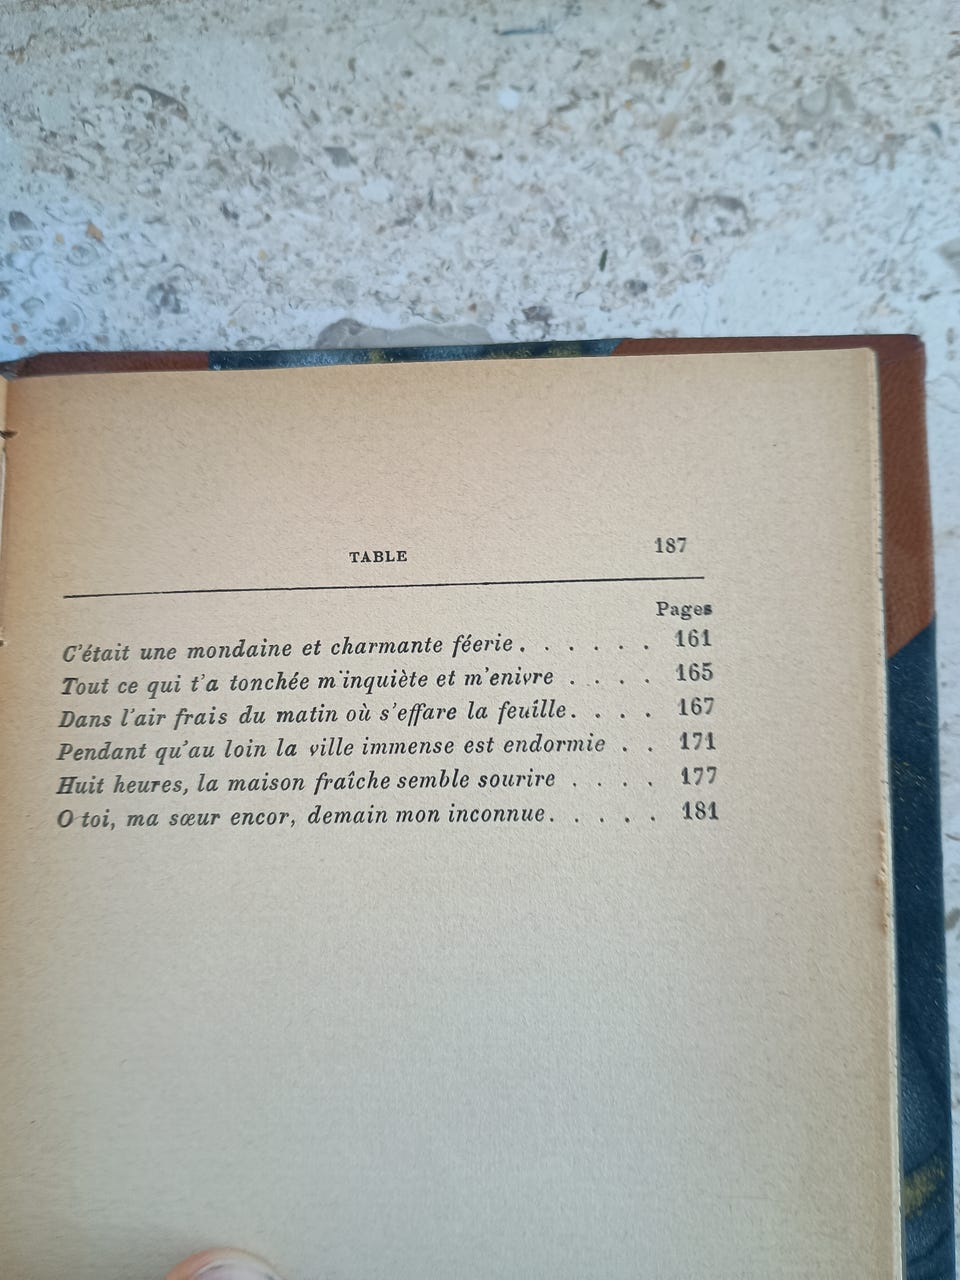 TABLE 187
Pages
C'était une mondaine et charmante féerie. . . . . . 161
Tout ce qui t'a tonchée m'inquiète et m'enivre . . . . 165
Dans l'air frais du matin où s'effare la feuille. . . . 167
Pendant qu'au loin la ville immense est endormie . . 171
Huit heures, la maison fraîche semble sourire . . . . 177
O toi, ma sœur encor, demain mon inconnue. . . . . 181